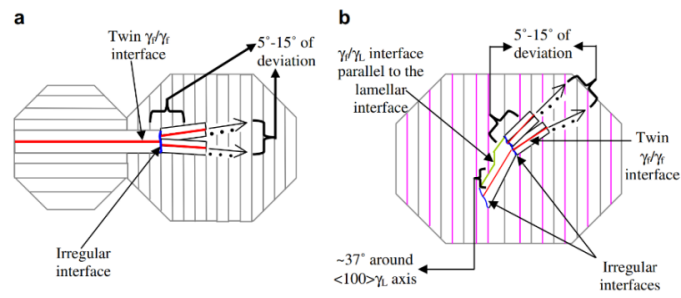 a
Twin γf/γf
interface
5˚-15˚ of
deviation
Irregular
interface
b
5˚-15˚ of
deviation
γf/γL interface
parallel to the
lamellar
interface
Twin
γf/γf
interface
~37˚ around
<100>γL axis
Irregular
interfaces